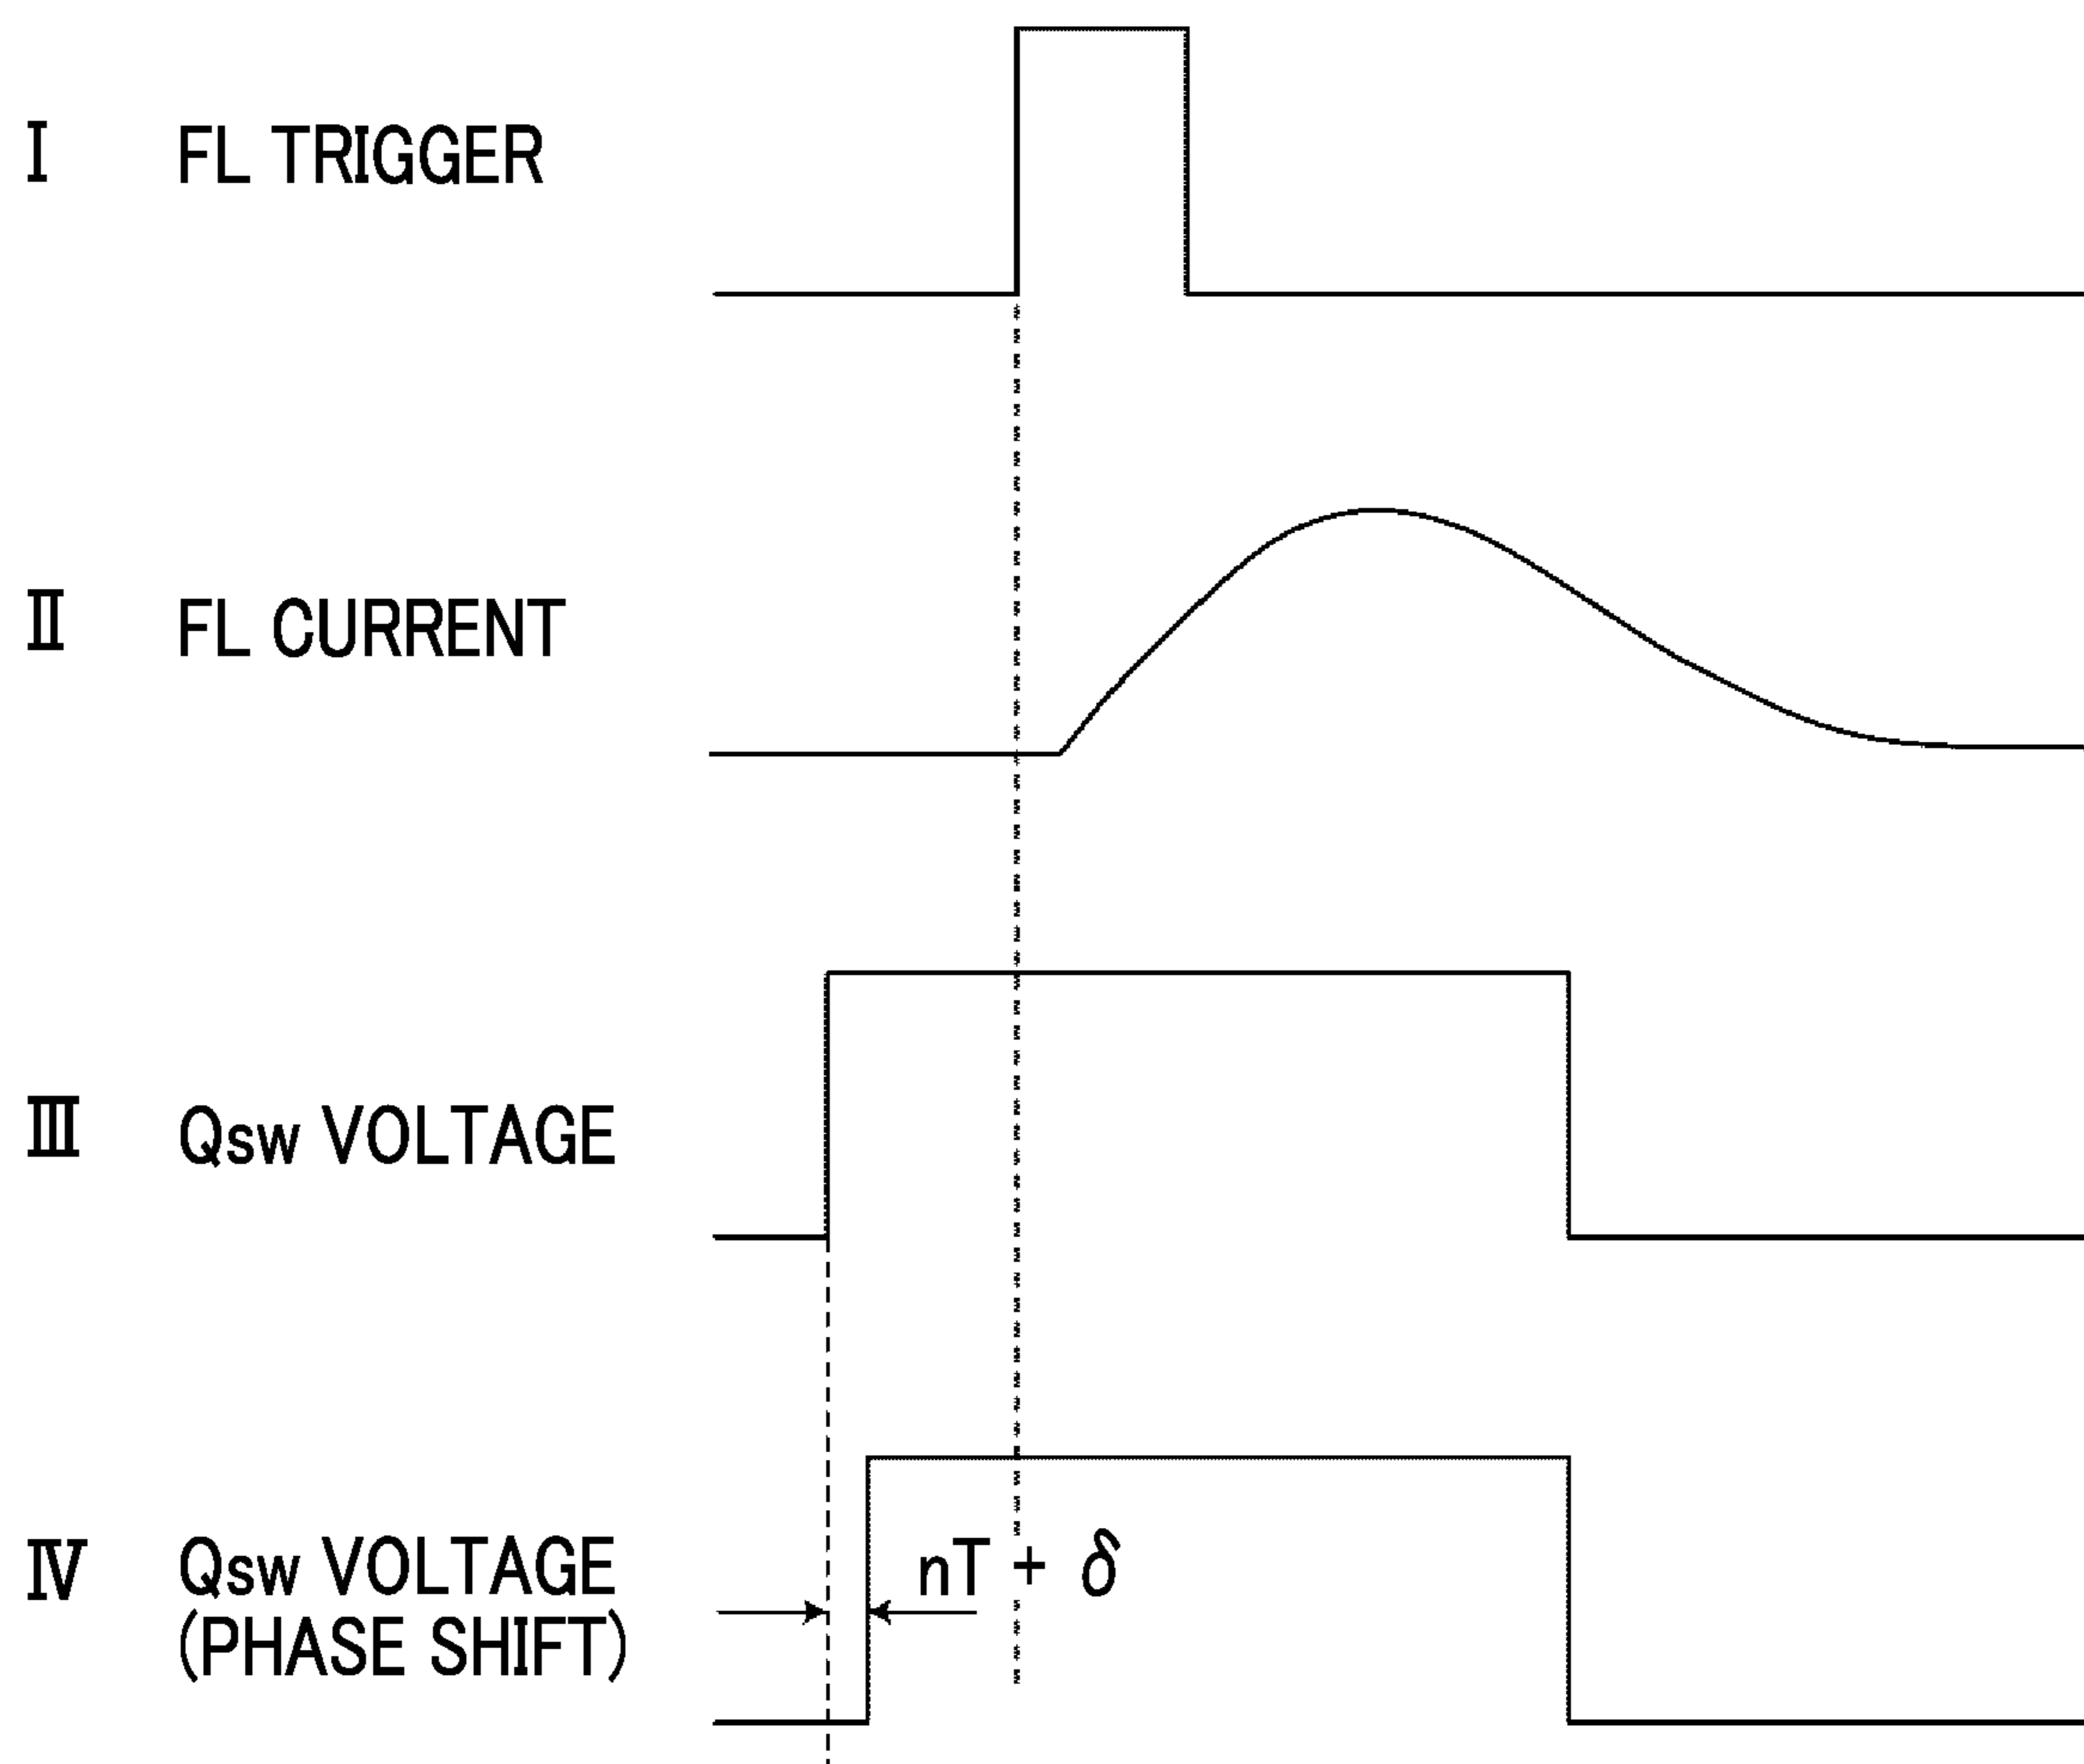 Ⅰ FL TRIGGER
Ⅱ FL CURRENT
Ⅲ Qsw VOLTAGE
Ⅳ Qsw VOLTAGE
(PHASE SHIFT)
nT + δ